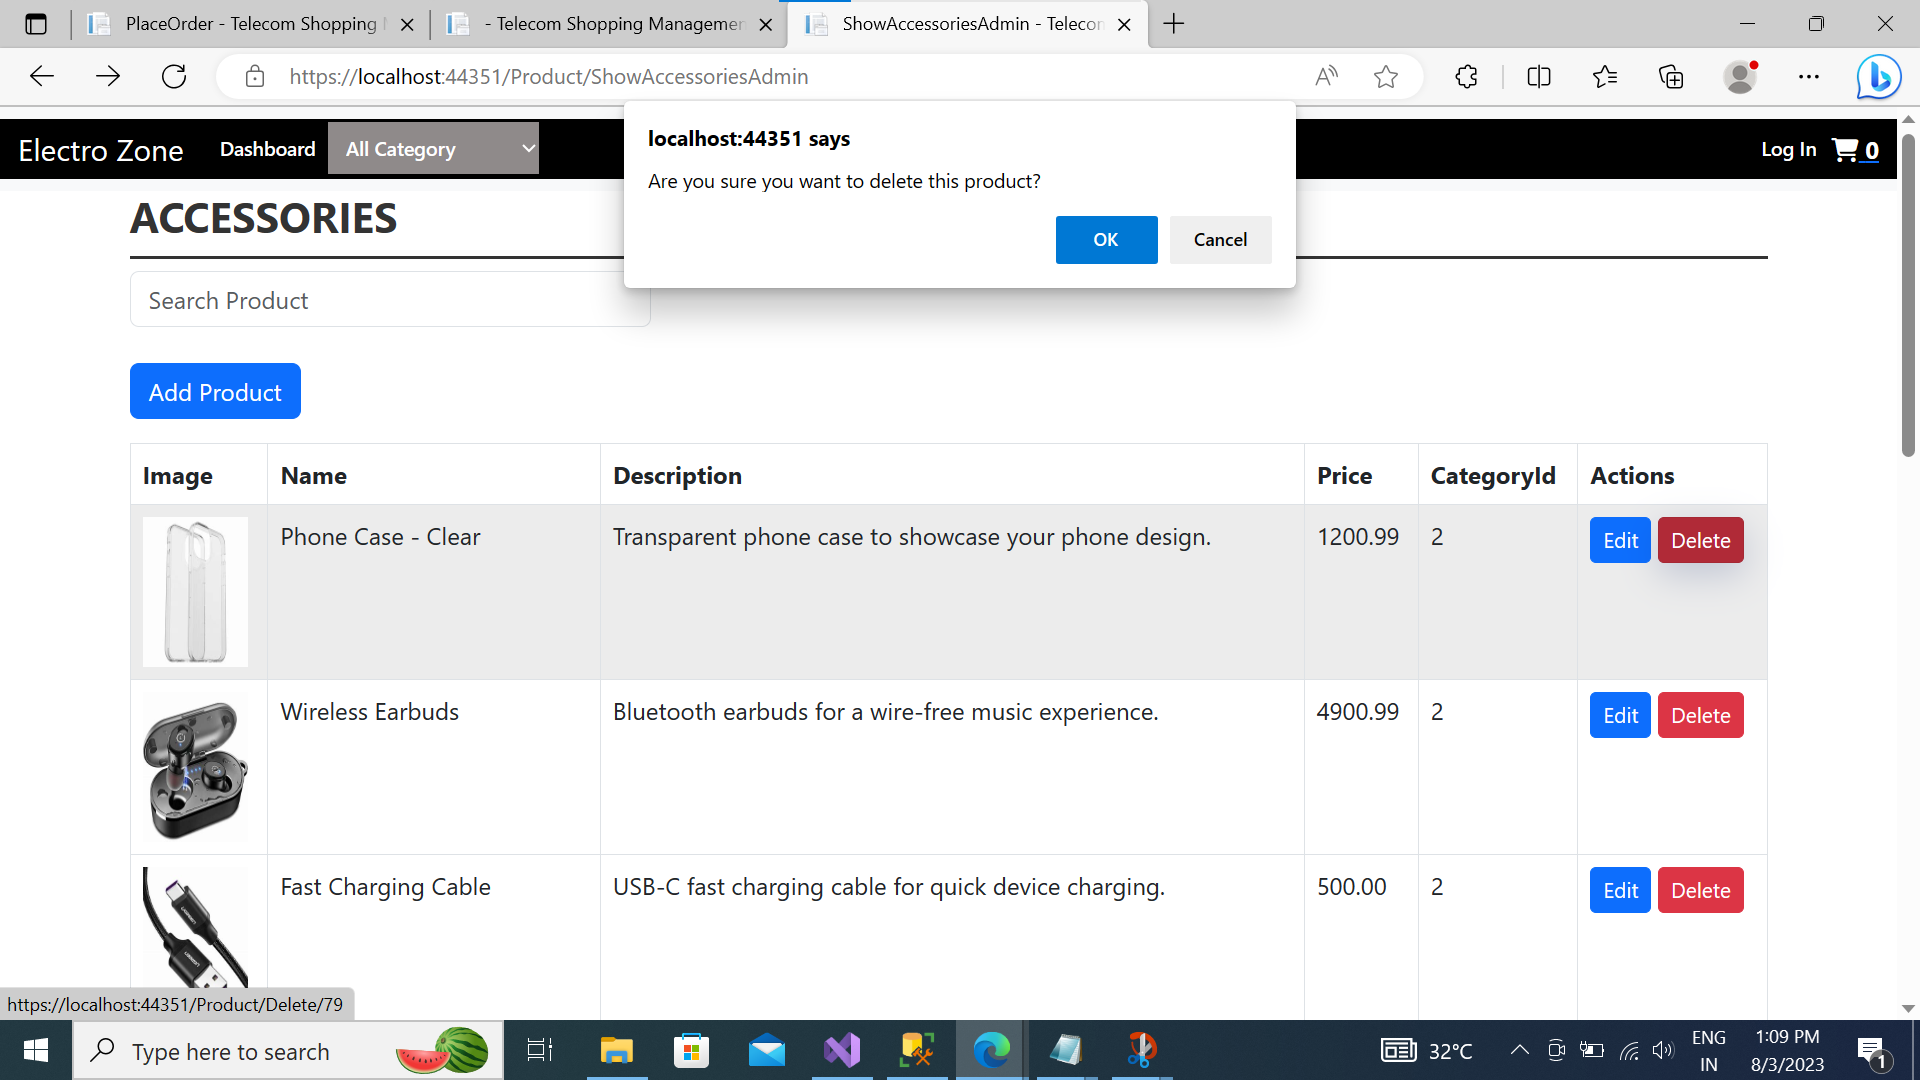 PlaceOrder - Telecom Shopping
- Telecom Shopping Managemen
ShowAccessoriesAdmin - Telecom
https://localhost:44351/Product/ShowAccessoriesAdmin
Electro Zone
Dashboard
All Category
Log In
0
localhost:44351 says
Are you sure you want to delete this product?
OK
Cancel
ACCESSORIES
Search Product
Add Product
Image Name Description Price CategoryId Actions
Phone Case - Clear Transparent phone case to showcase your phone design. 1200.99 2 Edit Delete
Wireless Earbuds Bluetooth earbuds for a wire-free music experience. 4900.99 2 Edit Delete
Fast Charging Cable USB-C fast charging cable for quick device charging. 500.00 2 Edit Delete
https://localhost:44351/Product/Delete/79
Type here to search
32°C
ENG
IN
1:09 PM
8/3/2023
1